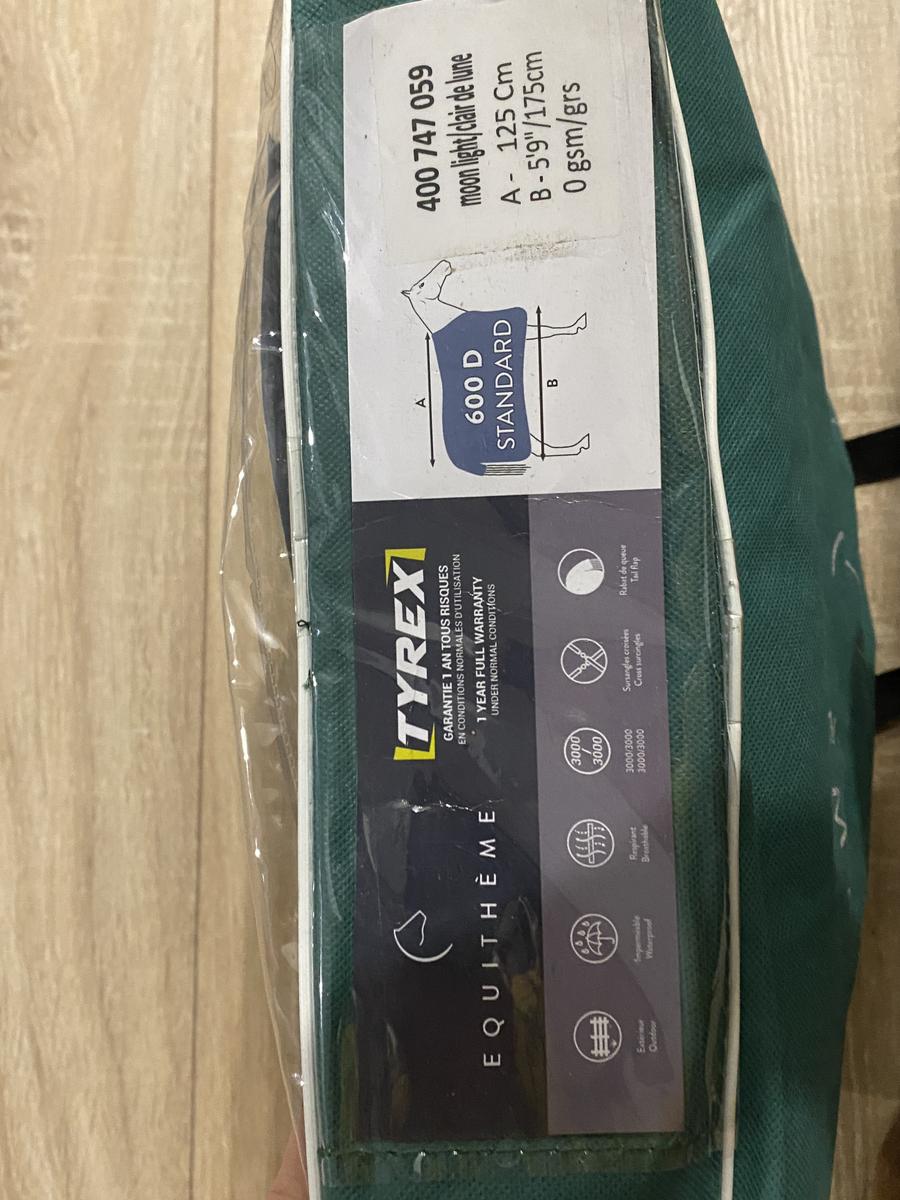 400 747 059
moon light/clair de lune
A - 125 Cm
B - 5'9"/175cm
0 gsm/grs
A
600 D
STANDARD
B
TYREX
GARANTIE 1 AN TOUS RISQUES
EN CONDITIONS NORMALES D'UTILISATION
1 YEAR FULL WARRANTY
UNDER NORMAL CONDITIONS
EQUITHÈME
Extérieur
Outdoor
Imperméable
Waterproof
Respirant
Breathable
3000
/
3000
3000/3000
3000/3000
Sursangles croisées
Cross surcingles
Rabat de queue
Tail flap